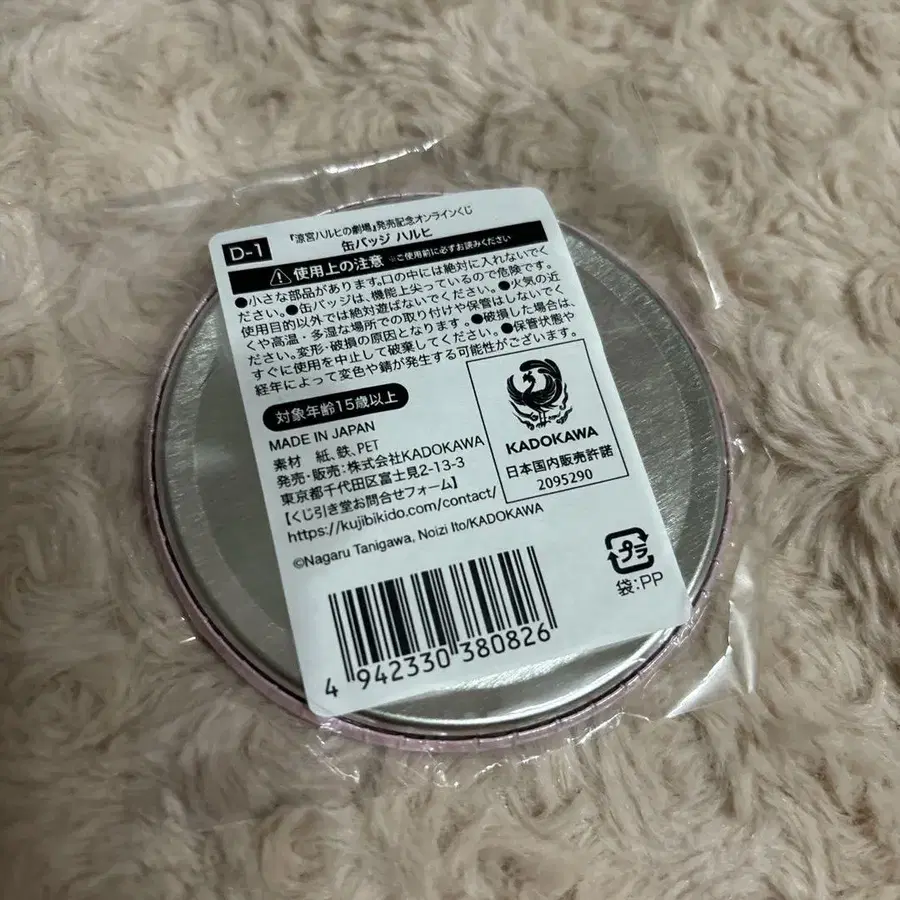 D-1
『涼宮ハルヒの劇場』発売記念オンラインくじ
缶バッジ ハルヒ
使用上の注意 ※ご使用前に必ずお読みください
●小さな部品があります。口の中には絶対に入れないでく
ださい。●缶バッジは、機能上尖っているので危険です。
使用目的以外では絶対遊ばないでください。●火気の近
くや高温・多湿な場所での取り付けや保管はしないでく
ださい。変形・破損の原因となります。●破損した場合は、
すぐに使用を中止して破棄してください。●保管状態や
経年によって変色や錆が発生する可能性がございます。
対象年齢15歳以上
MADE IN JAPAN
素材 紙、鉄、PET
発売・販売：株式会社KADOKAWA
東京都千代田区富士見2-13-3
【くじ引き堂お問合せフォーム】
https://kujibikido.com/contact/
©Nagaru Tanigawa, Noizi Ito/KADOKAWA
KADOKAWA
日本国内販売許諾
2095290
プラ
袋:PP
4 942330 380826